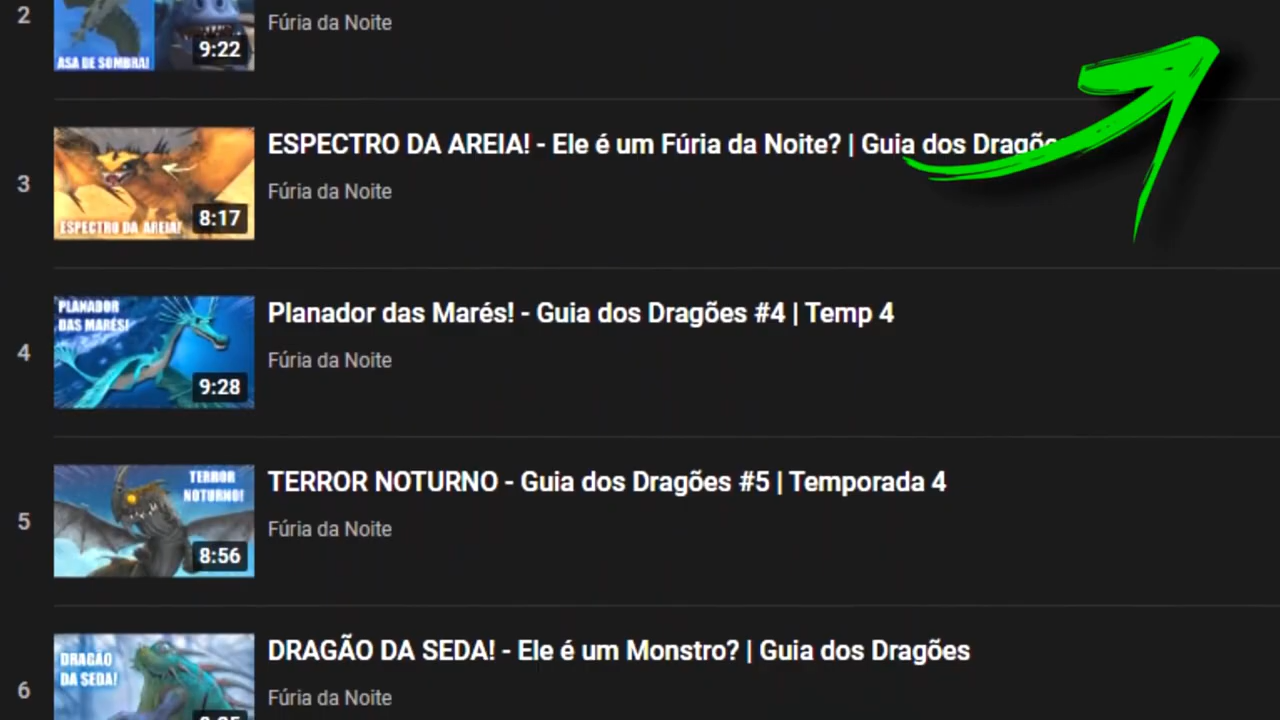 2
ASA DE SOMBRA!
9:22
Fúria da Noite
3
ESPECTRO DA AREIA!
8:17
ESPECTRO DA AREIA! - Ele é um Fúria da Noite? | Guia dos
Fúria da Noite
4
PLANADOR
DAS MARÉS!
9:28
Planador das Marés! - Guia dos Dragões #4 | Temp 4
Fúria da Noite
5
TERROR
NOTURNO!
8:56
TERROR NOTURNO - Guia dos Dragões #5 | Temporada 4
Fúria da Noite
6
DRAGÃO
DA SEDA!
DRAGÃO DA SEDA! - Ele é um Monstro? | Guia dos Dragões
Fúria da Noite